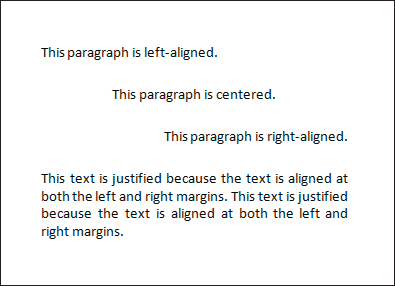 This paragraph is left-aligned.
This paragraph is centered.
This paragraph is right-aligned.
This text is justified because the text is aligned at
both the left and right margins. This text is justified
because the text is aligned at both the left and
right margins.